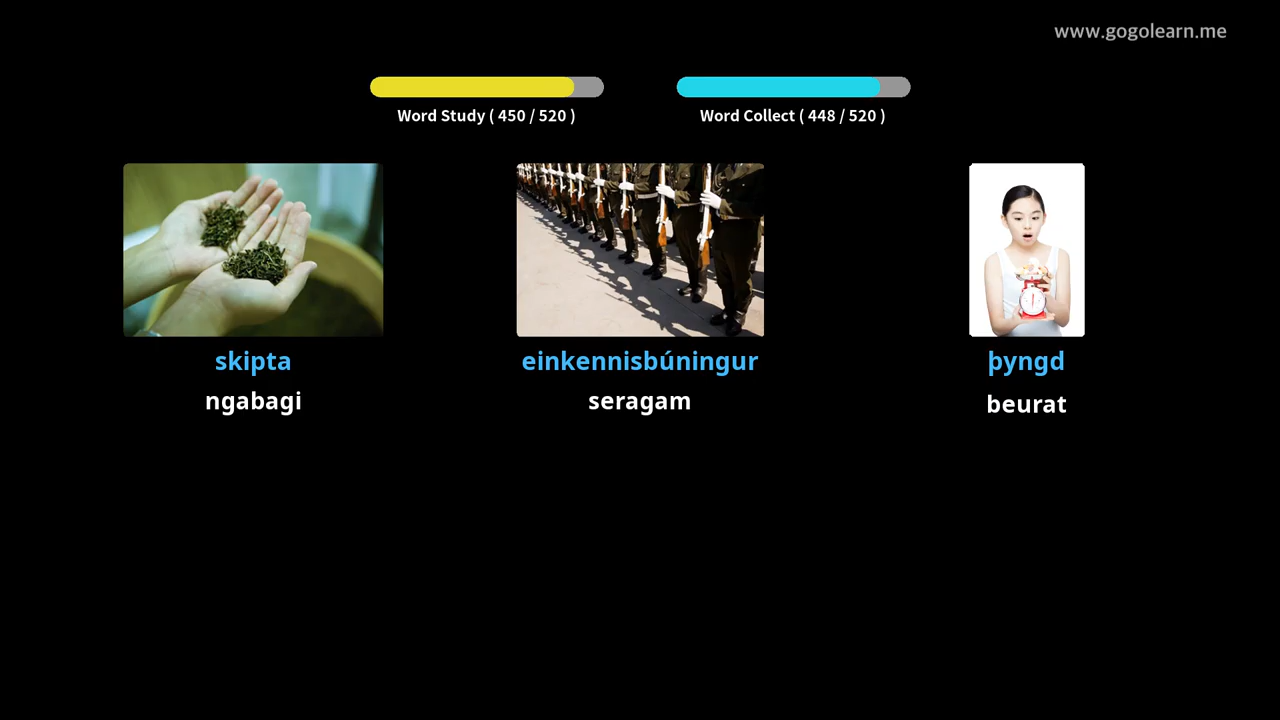 www.gogolearn.me
Word Study ( 450 / 520 )
Word Collect ( 448 / 520 )
skipta
ngabagi
einkennisbúningur
seragam
þyngd
beurat